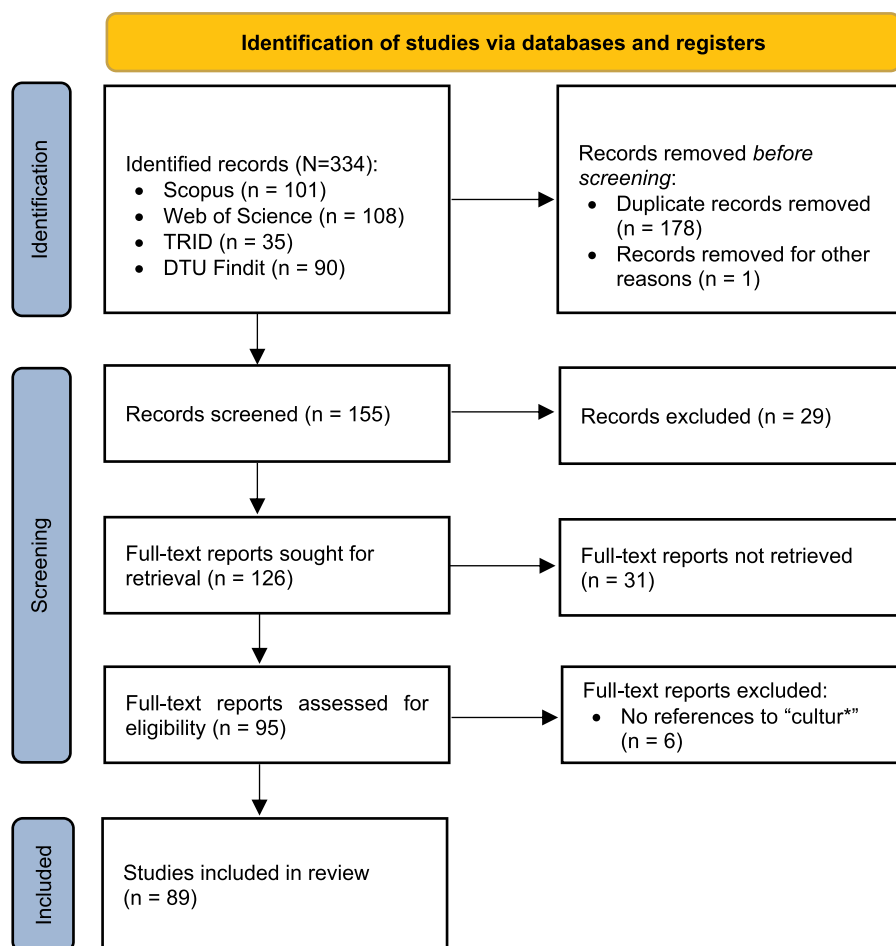 Identification of studies via databases and registers
Identification
Identified records (N=334):
• Scopus (n = 101)
• Web of Science (n = 108)
• TRID (n = 35)
• DTU Findit (n = 90)
Records removed before
screening:
• Duplicate records removed
(n = 178)
• Records removed for other
reasons (n = 1)
Screening
Records screened (n = 155)
Records excluded (n = 29)
Full-text reports sought for
retrieval (n = 126)
Full-text reports not retrieved
(n = 31)
Full-text reports assessed for
eligibility (n = 95)
Full-text reports excluded:
• No references to “cultur*”
(n = 6)
Included
Studies included in review
(n = 89)